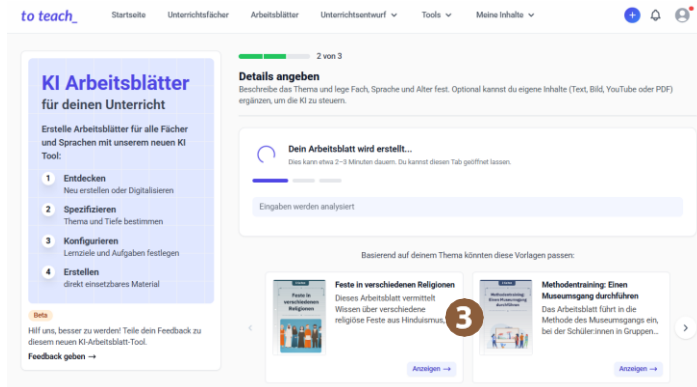 to teach_
Startseite
Unterrichtsfächer
Arbeitsblätter
Unterrichtsentwurf
Tools
Meine Inhalte
KI Arbeitsblätter
für deinen Unterricht
Erstelle Arbeitsblätter für alle Fächer
und Sprachen mit unserem neuen KI
Tool:
1 Entdecken
Neu erstellen oder Digitalisieren
2 Spezifizieren
Thema und Tiefe bestimmen
3 Konfigurieren
Lernziele und Aufgaben festlegen
4 Erstellen
direkt einsetzbares Material
Beta
Hilf uns, besser zu werden! Teile dein Feedback zu
diesem neuen KI-Arbeitsblatt-Tool.
Feedback geben →
2 von 3
Details angeben
Beschreibe das Thema und lege Fach, Sprache und Alter fest. Optional kannst du eigene Inhalte (Text, Bild, YouTube oder PDF)
ergänzen, um die KI zu steuern.
Dein Arbeitsblatt wird erstellt...
Dies kann etwa 2–3 Minuten dauern. Du kannst diesen Tab geöffnet lassen.
Eingaben werden analysiert
Basierend auf deinem Thema könnten diese Vorlagen passen:
Feste in
verschiedenen
Religionen
Feste in verschiedenen Religionen
Dieses Arbeitsblatt vermittelt
Wissen über verschiedene
religiöse Feste aus Hinduismus,
Anzeigen →
3
Methodentraining:
Einen Museumsgang
durchführen
Methodentraining: Einen
Museumsgang durchführen
Das Arbeitsblatt führt in die
Methode des Museumsgangs ein,
bei der Schüler:innen in Gruppen...
Anzeigen →